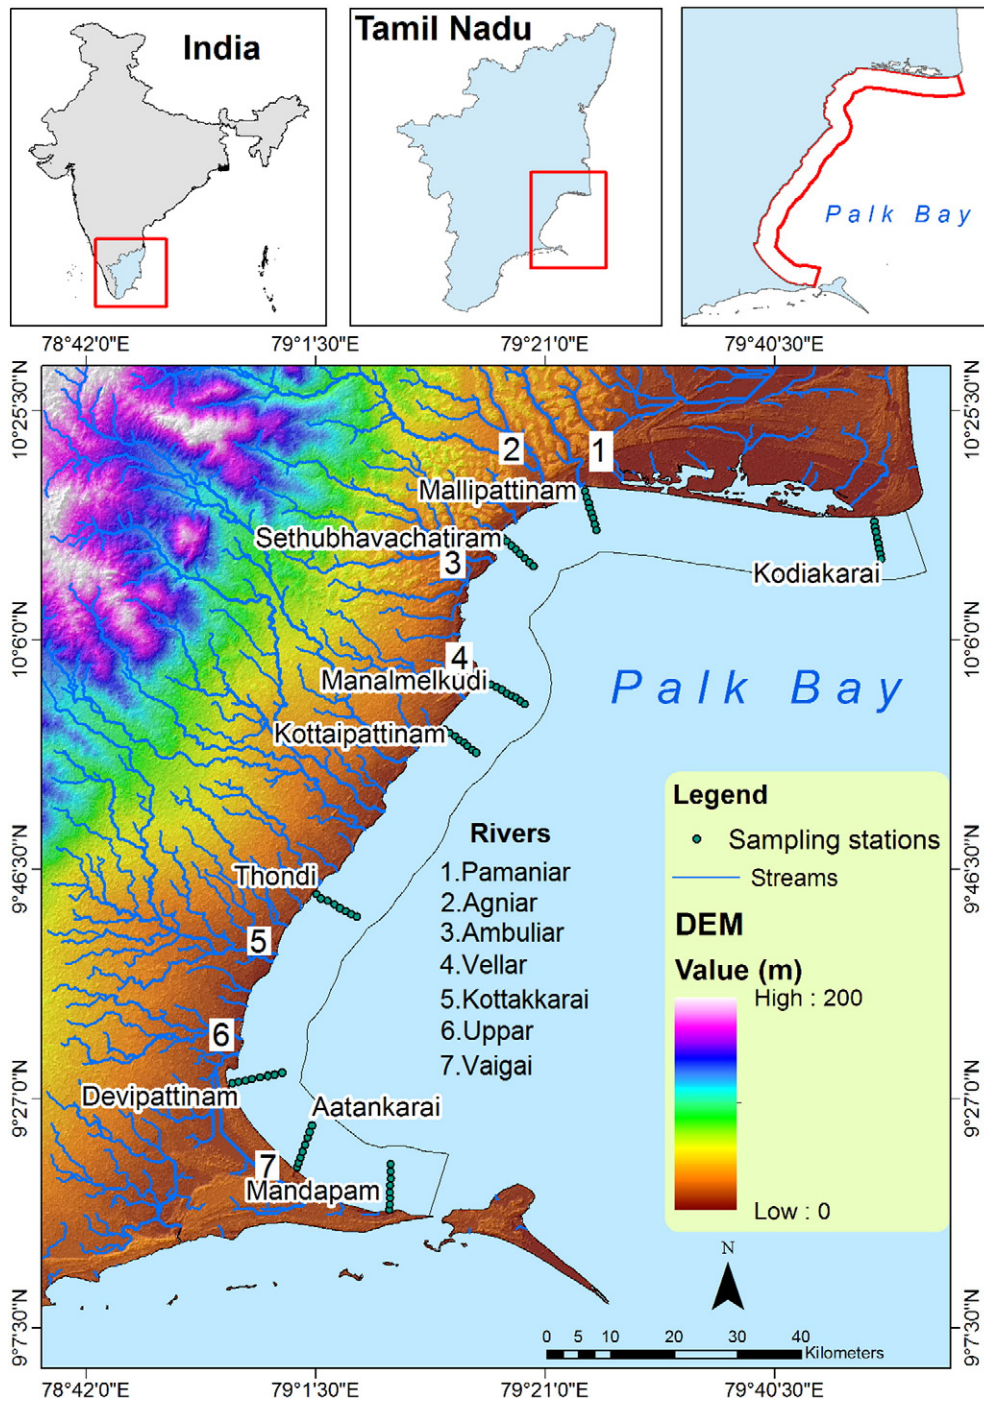 India
Tamil Nadu
Palk Bay
78°42'0"E
79°1'30"E
79°21'0"E
79°40'30"E
10°25'30"N
10°25'30"N
2
1
Mallipattinam
Sethubhavachatiram
3
Kodiakarai
10°6'0"N
10°6'0"N
4
Manalmelkudi
Palk Bay
Kottaipattinam
Legend
Sampling stations
Streams
DEM
Value (m)
High : 200
Low : 0
Rivers
1.Pamaniar
2.Agniar
3.Ambuliar
4.Vellar
5.Kottakkarai
6.Uppar
7.Vaigai
9°46'30"N
9°46'30"N
Thondi
5
6
9°27'0"N
9°27'0"N
Devipattinam
Aatankarai
7
Mandapam
N
9°7'30"N
9°7'30"N
0 5 10 20 30 40
Kilometers
78°42'0"E
79°1'30"E
79°21'0"E
79°40'30"E